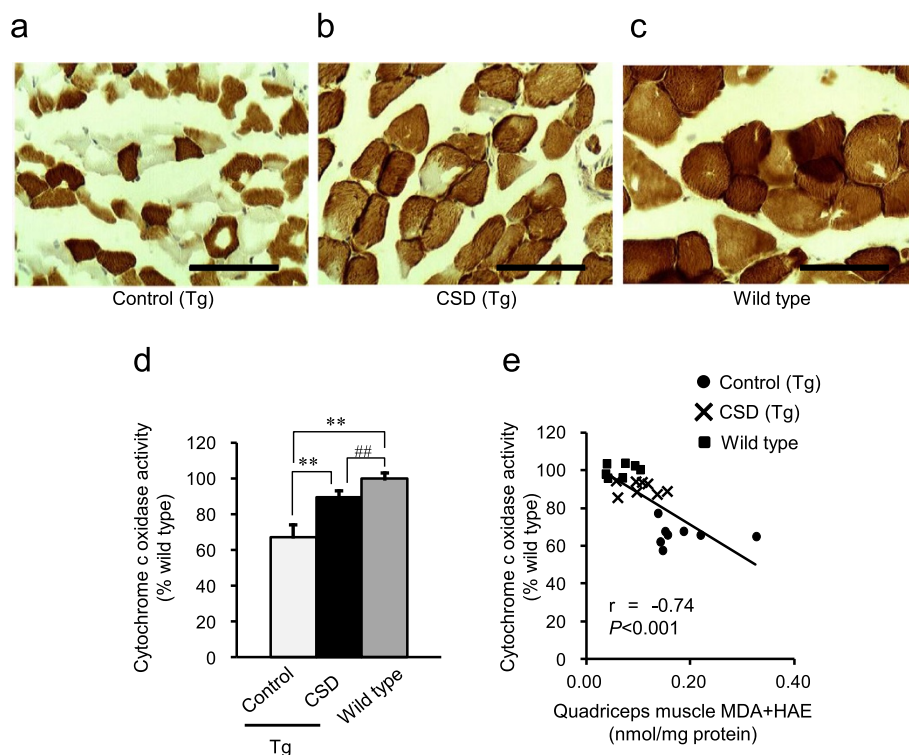 a
b
c
Control (Tg)
CSD (Tg)
Wild type
d
Cytochrome c oxidase activity
(% wild type)
120
100
80
60
40
20
0
**
**
##
Control
CSD
Wild type
Tg
e
Control (Tg)
CSD (Tg)
Wild type
Cytochrome c oxidase activity
(% wild type)
120
100
80
60
40
20
0
r = -0.74
P<0.001
0.00
0.20
0.40
Quadriceps muscle MDA+HAE
(nmol/mg protein)